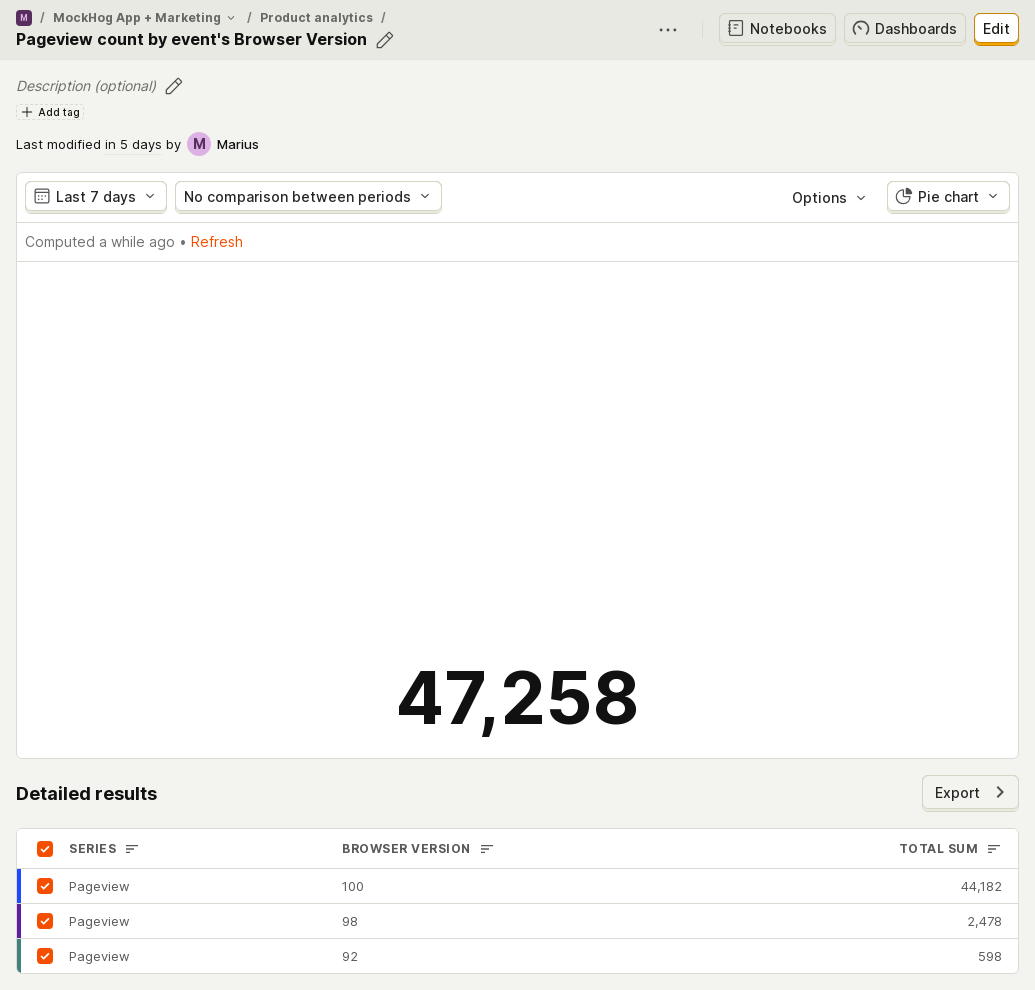 M / MockHog App + Marketing / Product analytics /
Pageview count by event's Browser Version
Notebooks
Dashboards
Edit
Description (optional)
Add tag
Last modified in 5 days by M Marius
Last 7 days
No comparison between periods
Options
Pie chart
Computed a while ago • Refresh
47,258
Detailed results
Export
SERIES BROWSER VERSION TOTAL SUM
Pageview 100 44,182
Pageview 98 2,478
Pageview 92 598